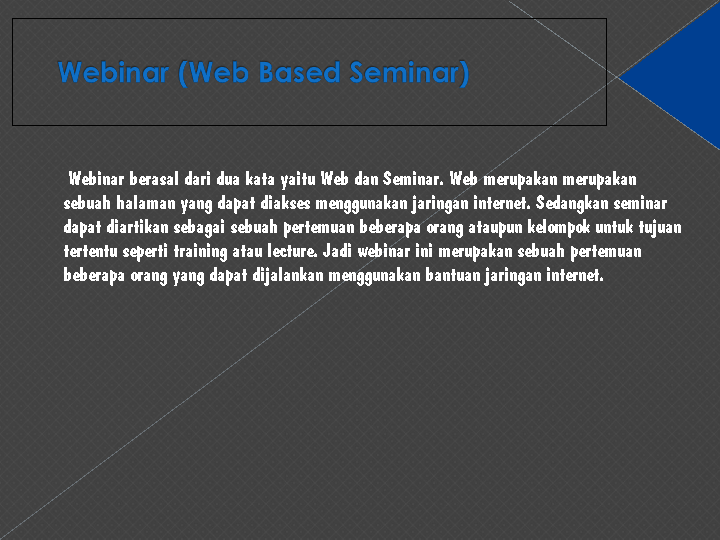 Webinar (Web Based Seminar)
Webinar berasal dari dua kata yaitu Web dan Seminar. Web merupakan merupakan
sebuah halaman yang dapat diakses menggunakan jaringan internet. Sedangkan seminar
dapat diartikan sebagai sebuah pertemuan beberapa orang ataupun kelompok untuk tujuan
tertentu seperti training atau lecture. Jadi webinar ini merupakan sebuah pertemuan
beberapa orang yang dapat dijalankan menggunakan bantuan jaringan internet.